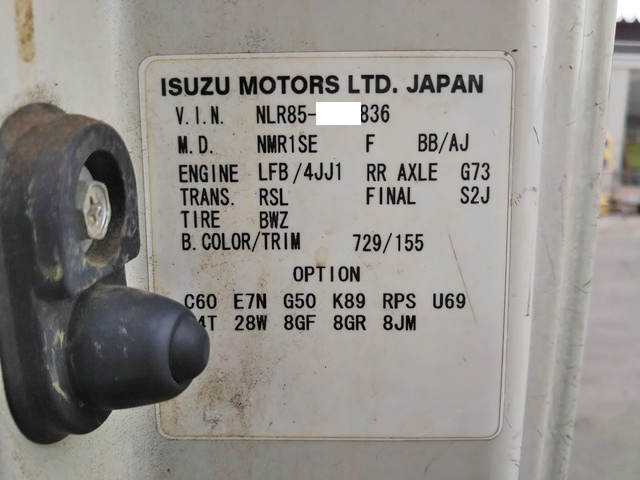 ISUZU MOTORS LTD. JAPAN
V.I.N. NLR85- 836
M.D. NMR1SE F BB/AJ
ENGINE LFB/4JJ1 RR AXLE G73
TRANS. RSL FINAL S2J
TIRE BWZ
B.COLOR/TRIM 729/155
OPTION
C60 E7N G50 K89 RPS U69
28W 8GF 8GR 8JM